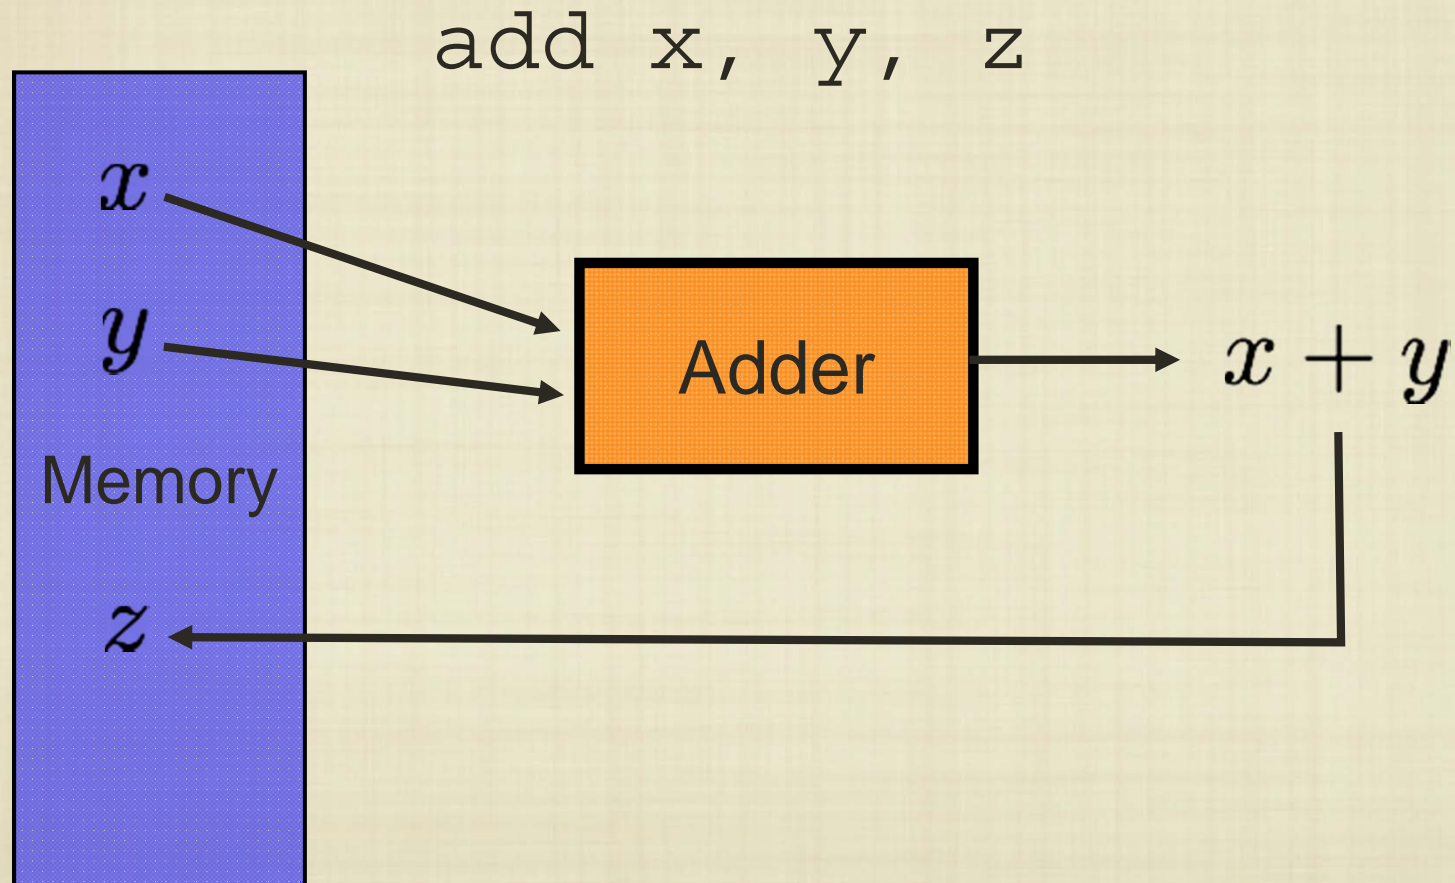 add x, y, z
x
y
Adder
x + y
Memory
z